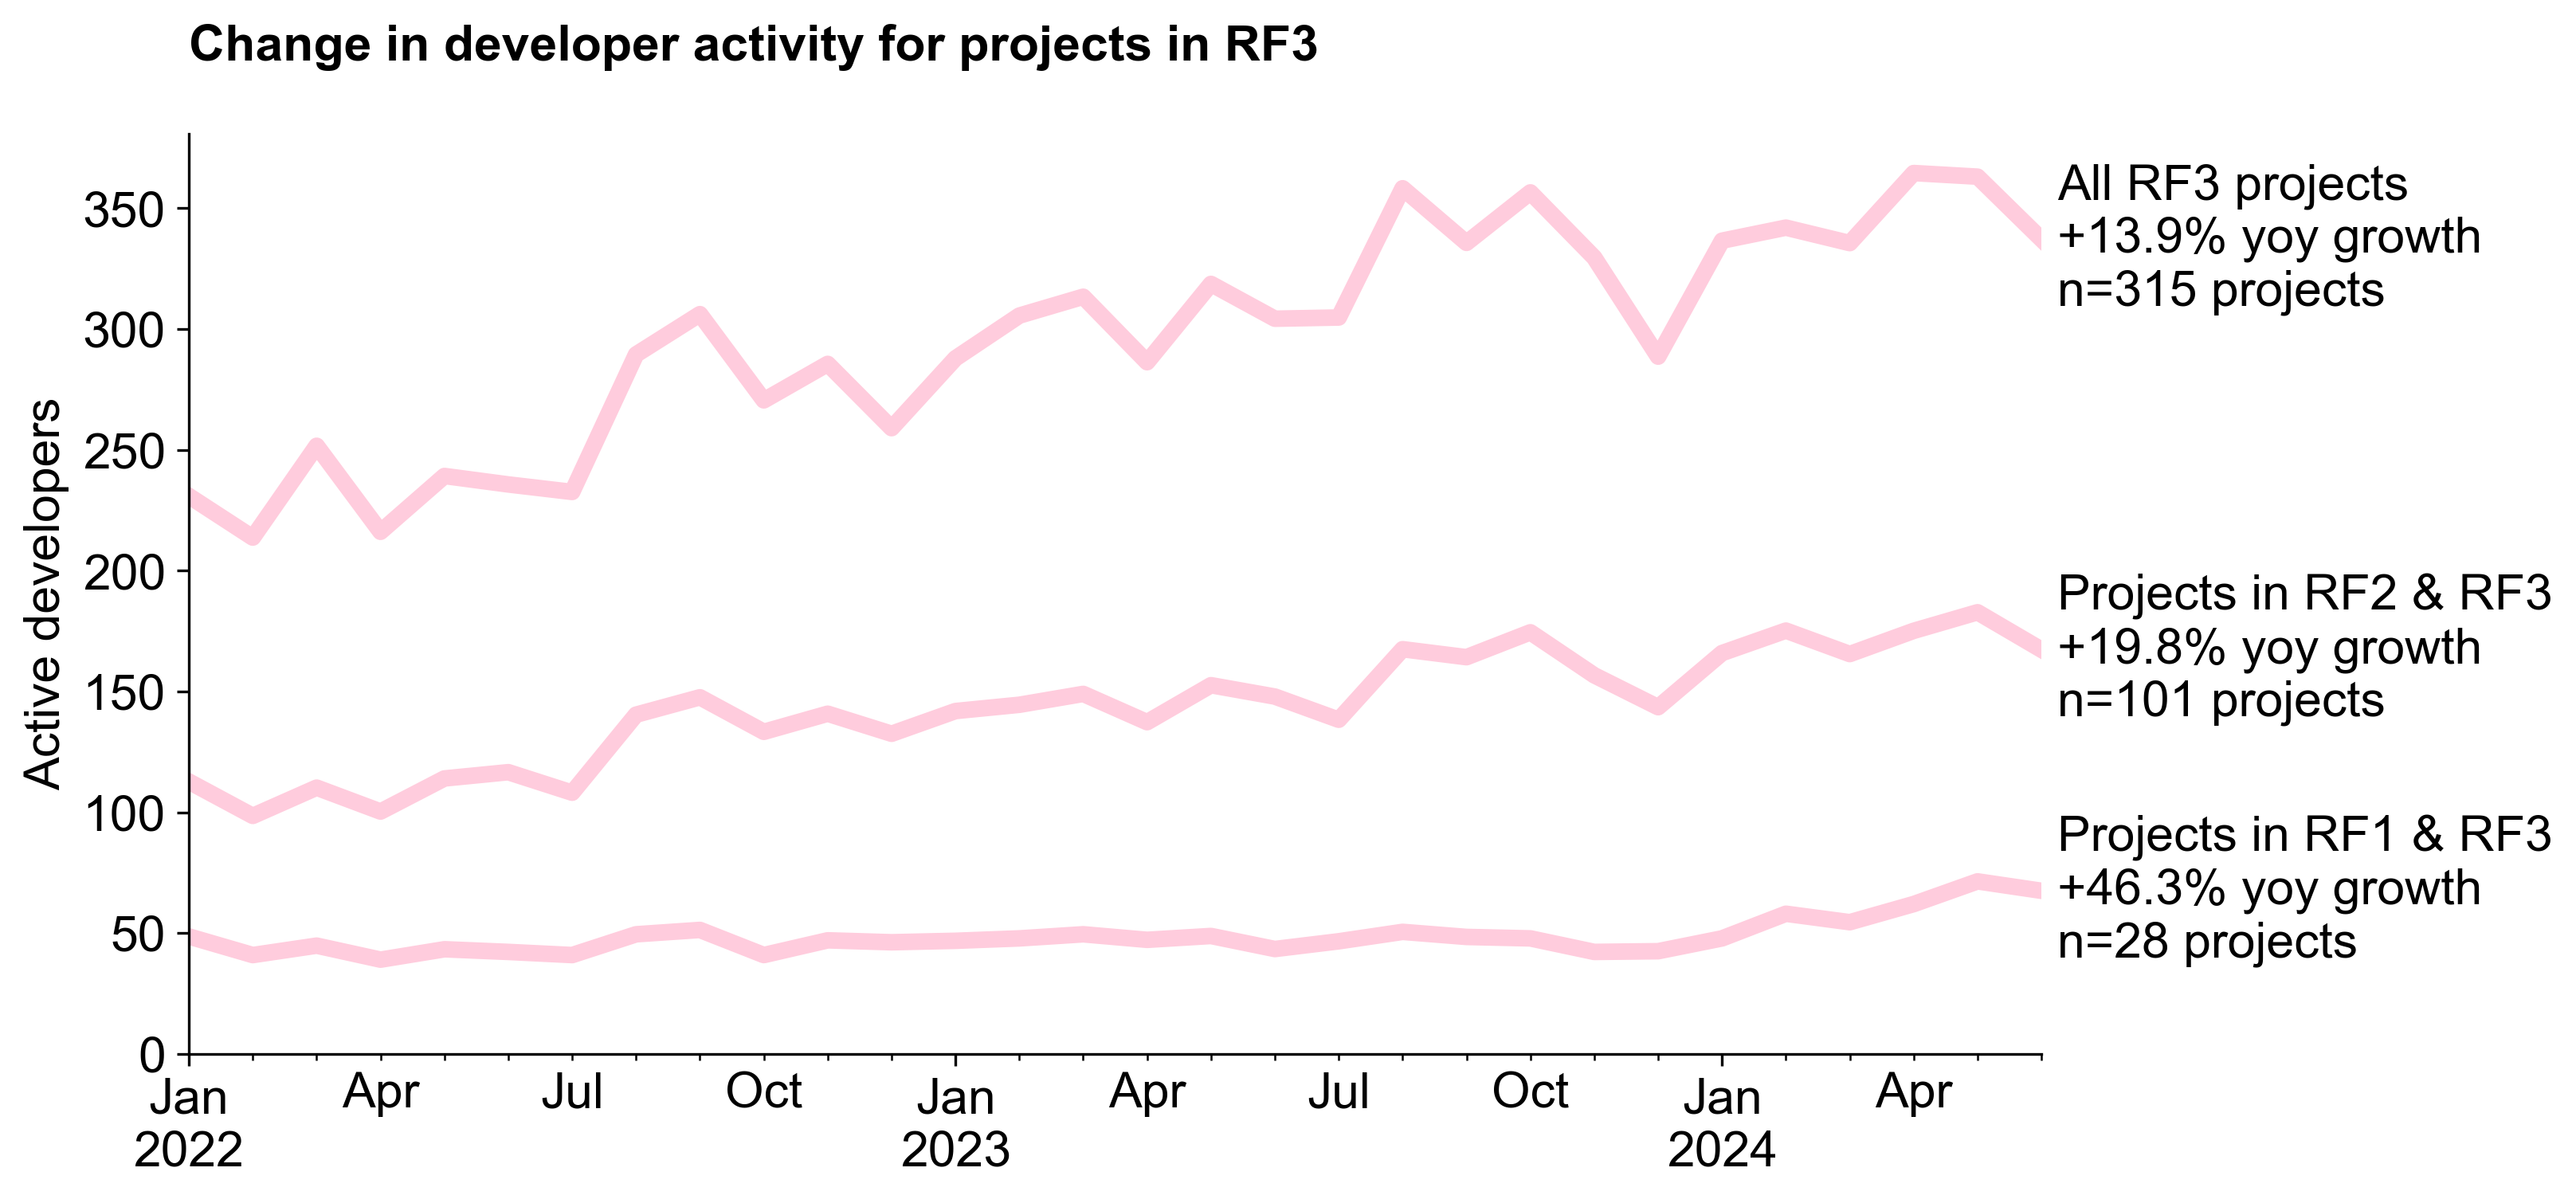 Change in developer activity for projects in RF3
Active developers
350
300
250
200
150
100
50
0
Jan
2022
Apr
Jul
Oct
Jan
2023
Apr
Jul
Oct
Jan
2024
Apr
All RF3 projects
+13.9% yoy growth
n=315 projects
Projects in RF2 & RF3
+19.8% yoy growth
n=101 projects
Projects in RF1 & RF3
+46.3% yoy growth
n=28 projects